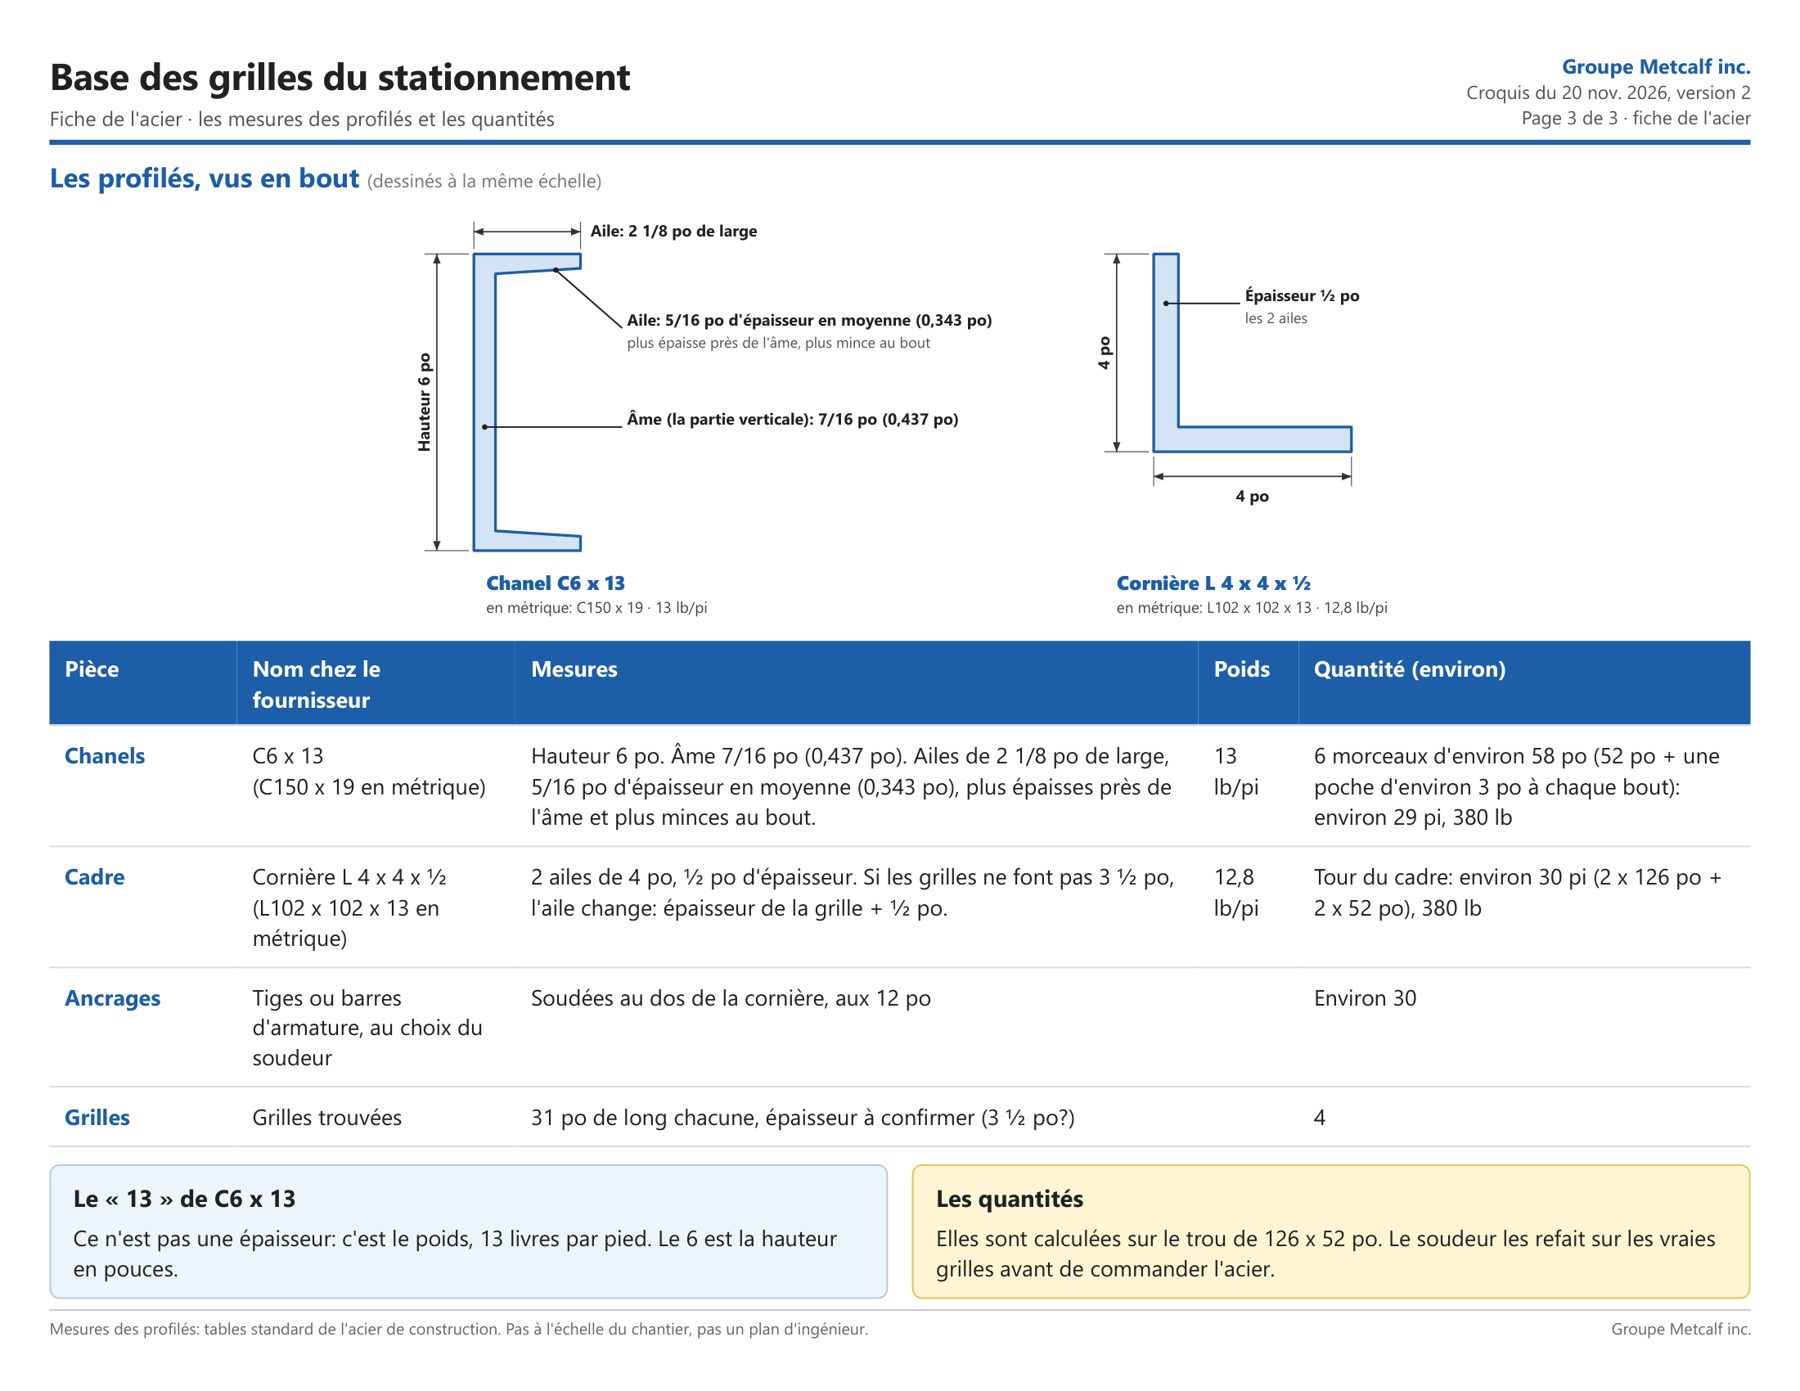 Base des grilles du stationnement
Fiche de l'acier · les mesures des profilés et les quantités
Groupe Metcalf inc.
Croquis du 20 nov. 2026, version 2
Page 3 de 3 · fiche de l'acier
Les profilés, vus en bout (dessinés à la même échelle)
Aile: 2 1/8 po de large
Aile: 5/16 po d'épaisseur en moyenne (0,343 po)
plus épaisse près de l'âme, plus mince au bout
Hauteur 6 po
Âme (la partie verticale): 7/16 po (0,437 po)
Chanel C6 x 13
en métrique: C150 x 19 · 13 lb/pi
Épaisseur ½ po
les 2 ailes
4 po
4 po
Cornière L 4 x 4 x ½
en métrique: L102 x 102 x 13 · 12,8 lb/pi
Pièce
Nom chez le
fournisseur
Mesures
Poids
Quantité (environ)
Chanels
C6 x 13
(C150 x 19 en métrique)
Hauteur 6 po. Âme 7/16 po (0,437 po). Ailes de 2 1/8 po de large,
5/16 po d'épaisseur en moyenne (0,343 po), plus épaisses près de
l'âme et plus minces au bout.
13
lb/pi
6 morceaux d'environ 58 po (52 po + une
poche d'environ 3 po à chaque bout):
environ 29 pi, 380 lb
Cadre
Cornière L 4 x 4 x ½
(L102 x 102 x 13 en
métrique)
2 ailes de 4 po, ½ po d'épaisseur. Si les grilles ne font pas 3 ½ po,
l'aile change: épaisseur de la grille + ½ po.
12,8
lb/pi
Tour du cadre: environ 30 pi (2 x 126 po +
2 x 52 po), 380 lb
Ancrages
Tiges ou barres
d'armature, au choix du
soudeur
Soudées au dos de la cornière, aux 12 po
Environ 30
Grilles
Grilles trouvées
31 po de long chacune, épaisseur à confirmer (3 ½ po?)
4
Le « 13 » de C6 x 13
Ce n'est pas une épaisseur: c'est le poids, 13 livres par pied. Le 6 est la hauteur
en pouces.
Les quantités
Elles sont calculées sur le trou de 126 x 52 po. Le soudeur les refait sur les vraies
grilles avant de commander l'acier.
Mesures des profilés: tables standard de l'acier de construction. Pas à l'échelle du chantier, pas un plan d'ingénieur.
Groupe Metcalf inc.